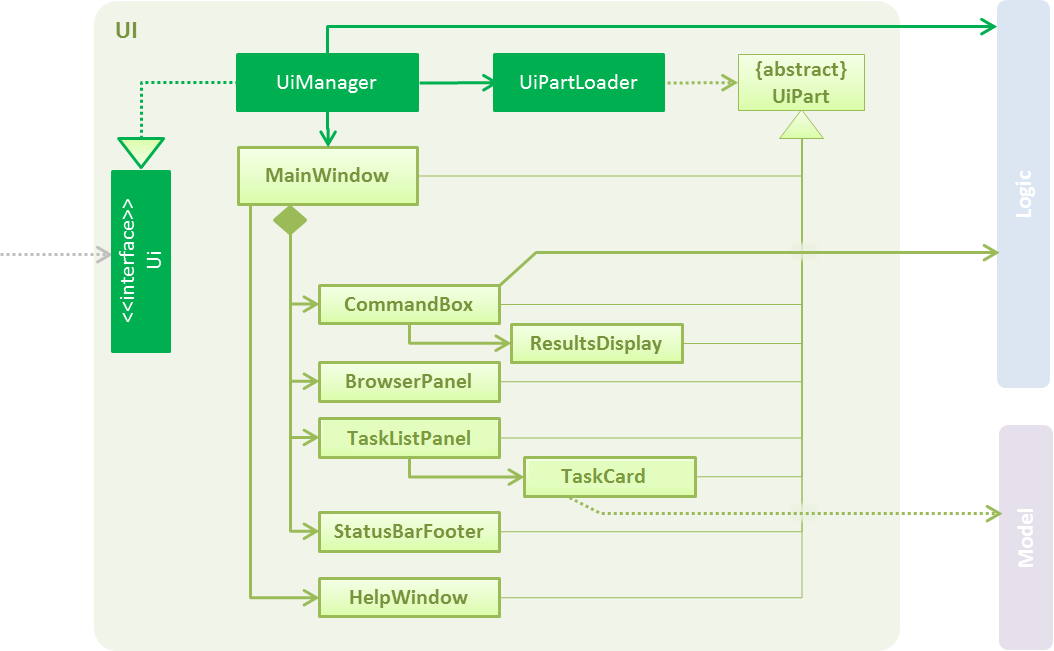 UI
UiManager
UiPartLoader
{abstract}
UiPart
MainWindow
<<interface>>
Ui
Logic
CommandBox
ResultsDisplay
BrowserPanel
TaskListPanel
TaskCard
StatusBarFooter
Model
HelpWindow